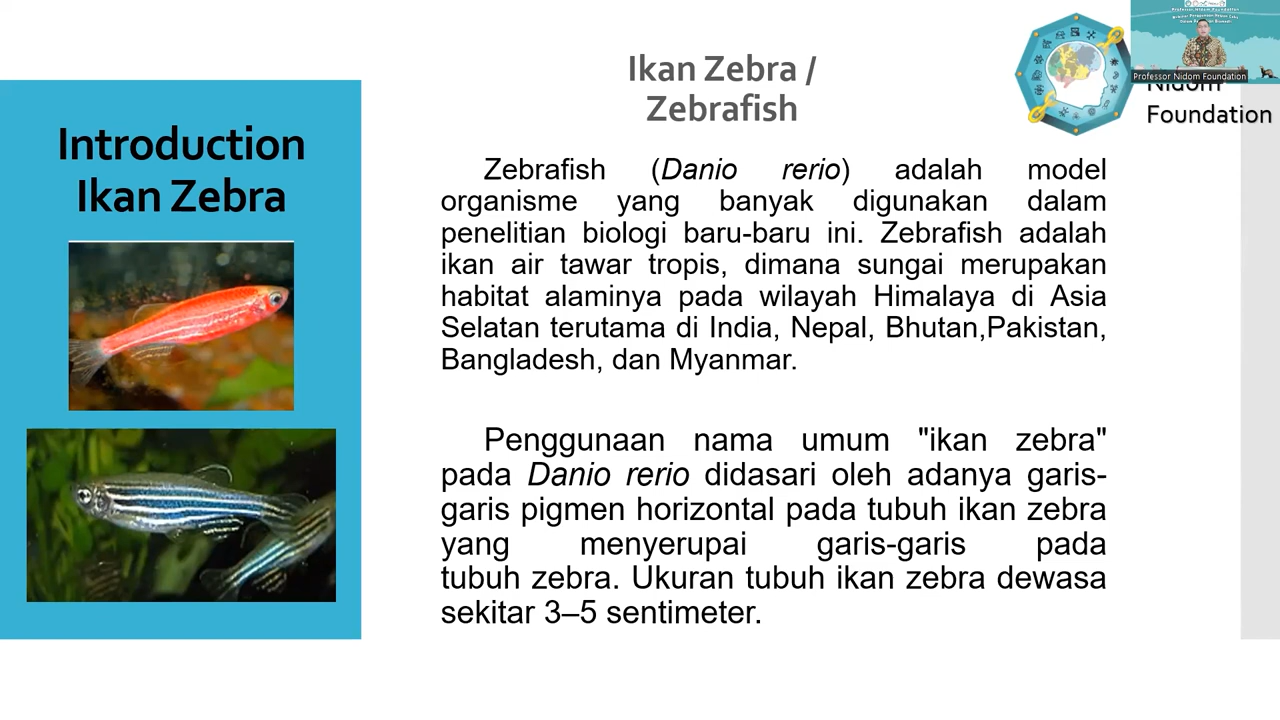 Introduction
Ikan Zebra
Ikan Zebra /
Zebrafish
Zebrafish (Danio rerio) adalah model
organisme yang banyak digunakan dalam
penelitian biologi baru-baru ini. Zebrafish adalah
ikan air tawar tropis, dimana sungai merupakan
habitat alaminya pada wilayah Himalaya di Asia
Selatan terutama di India, Nepal, Bhutan,Pakistan,
Bangladesh, dan Myanmar.
Penggunaan nama umum "ikan zebra"
pada Danio rerio didasari oleh adanya garis-
garis pigmen horizontal pada tubuh ikan zebra
yang menyerupai garis-garis pada
tubuh zebra. Ukuran tubuh ikan zebra dewasa
sekitar 3–5 sentimeter.
Professor Nidom Foundation
Professor Nidom Foundation
Nidom
Foundation